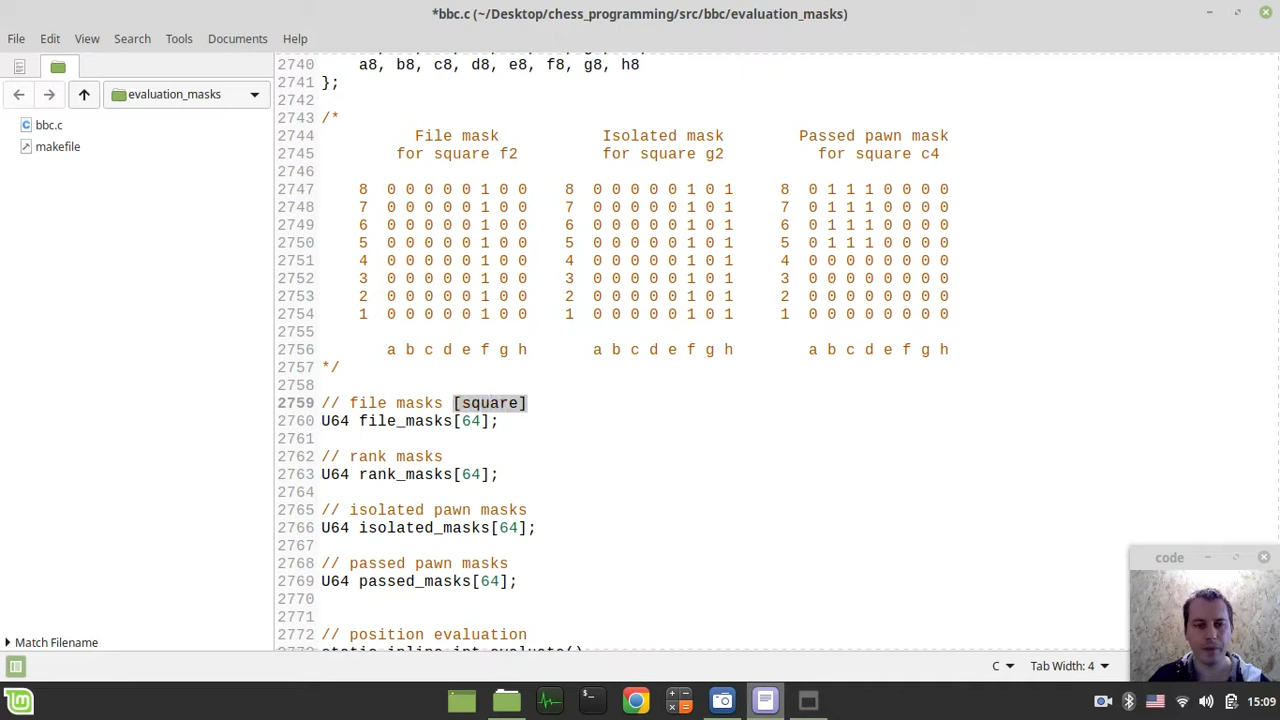 *bbc.c (~/Desktop/chess_programming/src/bbc/evaluation_masks)
File Edit View Search Tools Documents Help
evaluation_masks
bbc.c
makefile
Match Filename
2740 a8, b8, c8, d8, e8, f8, g8, h8
2741 };
2742
2743 /*
2744 File mask Isolated mask Passed pawn mask
2745 for square f2 for square g2 for square c4
2746
2747 8 0 0 0 0 0 1 0 0 8 0 0 0 0 0 1 0 1 8 0 1 1 1 0 0 0 0
2748 7 0 0 0 0 0 1 0 0 7 0 0 0 0 0 1 0 1 7 0 1 1 1 0 0 0 0
2749 6 0 0 0 0 0 1 0 0 6 0 0 0 0 0 1 0 1 6 0 1 1 1 0 0 0 0
2750 5 0 0 0 0 0 1 0 0 5 0 0 0 0 0 1 0 1 5 0 1 1 1 0 0 0 0
2751 4 0 0 0 0 0 1 0 0 4 0 0 0 0 0 1 0 1 4 0 0 0 0 0 0 0 0
2752 3 0 0 0 0 0 1 0 0 3 0 0 0 0 0 1 0 1 3 0 0 0 0 0 0 0 0
2753 2 0 0 0 0 0 1 0 0 2 0 0 0 0 0 1 0 1 2 0 0 0 0 0 0 0 0
2754 1 0 0 0 0 0 1 0 0 1 0 0 0 0 0 1 0 1 1 0 0 0 0 0 0 0 0
2755
2756 a b c d e f g h a b c d e f g h a b c d e f g h
2757 */
2758
2759 // file masks [square]
2760 U64 file_masks[64];
2761
2762 // rank masks
2763 U64 rank_masks[64];
2764
2765 // isolated pawn masks
2766 U64 isolated_masks[64];
2767
2768 // passed pawn masks
2769 U64 passed_masks[64];
2770
2771
2772 // position evaluation
2773 static inline int evaluate()
code
C Tab Width: 4
15:09